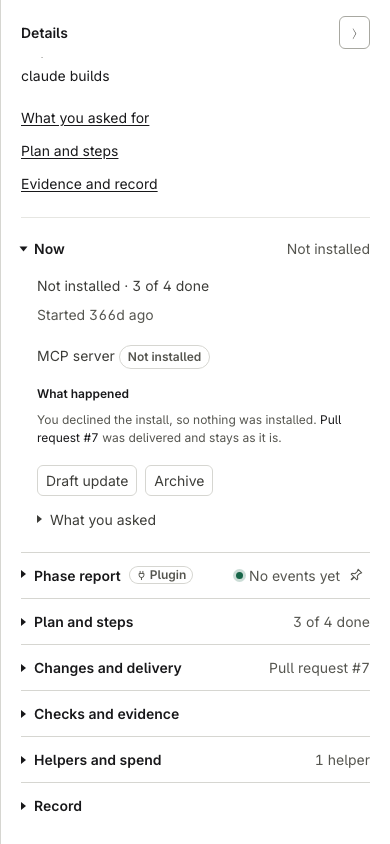 Details
claude builds
What you asked for
Plan and steps
Evidence and record
Now
Not installed
Not installed · 3 of 4 done
Started 366d ago
MCP server Not installed
What happened
You declined the install, so nothing was installed. Pull
request #7 was delivered and stays as it is.
Draft update Archive
What you asked
Phase report Plugin No events yet
Plan and steps 3 of 4 done
Changes and delivery Pull request #7
Checks and evidence
Helpers and spend 1 helper
Record